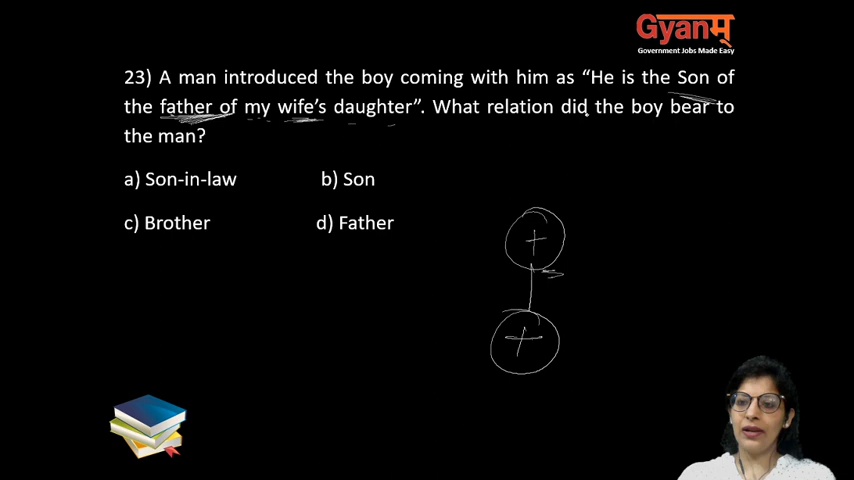 Gyanम्
Government Jobs Made Easy
23) A man introduced the boy coming with him as “He is the Son of
the father of my wife’s daughter”. What relation did the boy bear to
the man?
a) Son-in-law b) Son
c) Brother d) Father
+
+